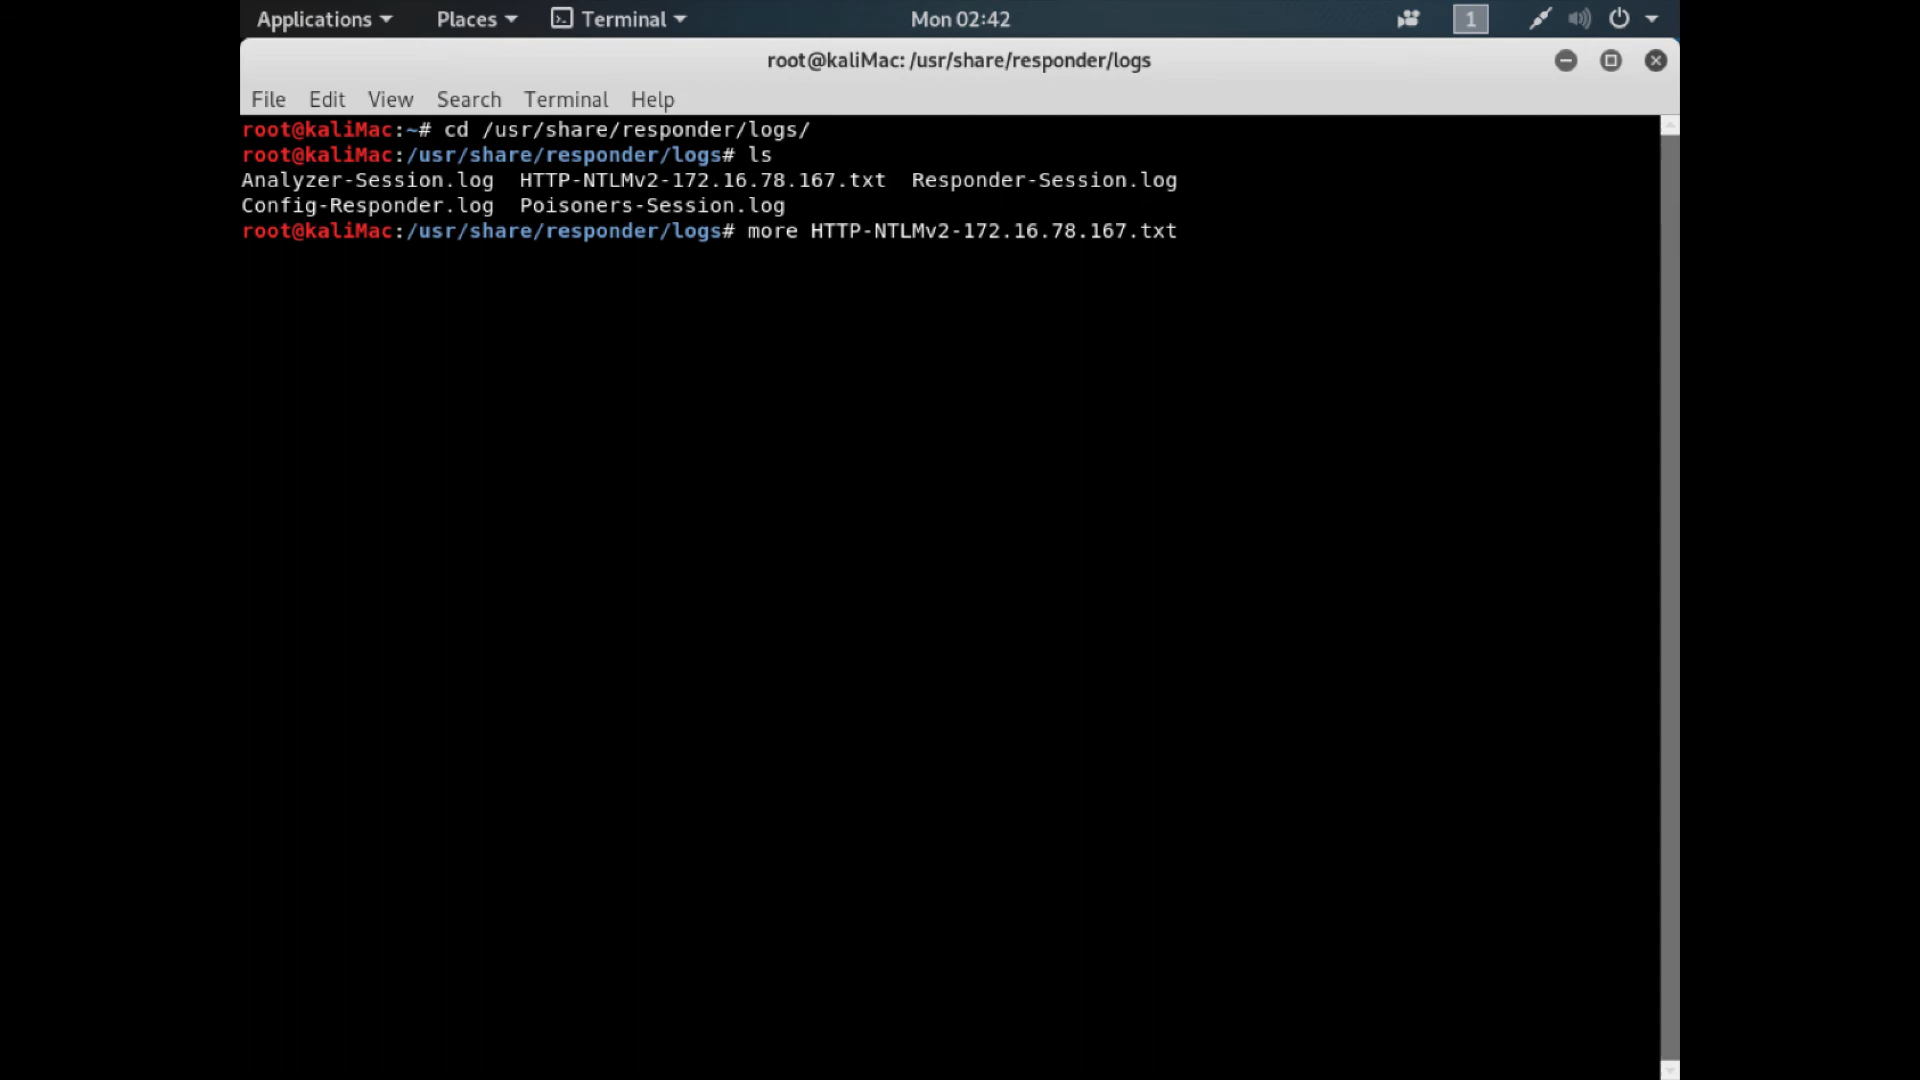 Applications Places Terminal Mon 02:42 1
root@kaliMac: /usr/share/responder/logs
File Edit View Search Terminal Help
root@kaliMac:~# cd /usr/share/responder/logs/
root@kaliMac:/usr/share/responder/logs# ls
Analyzer-Session.log HTTP-NTLMv2-172.16.78.167.txt Responder-Session.log
Config-Responder.log Poisoners-Session.log
root@kaliMac:/usr/share/responder/logs# more HTTP-NTLMv2-172.16.78.167.txt